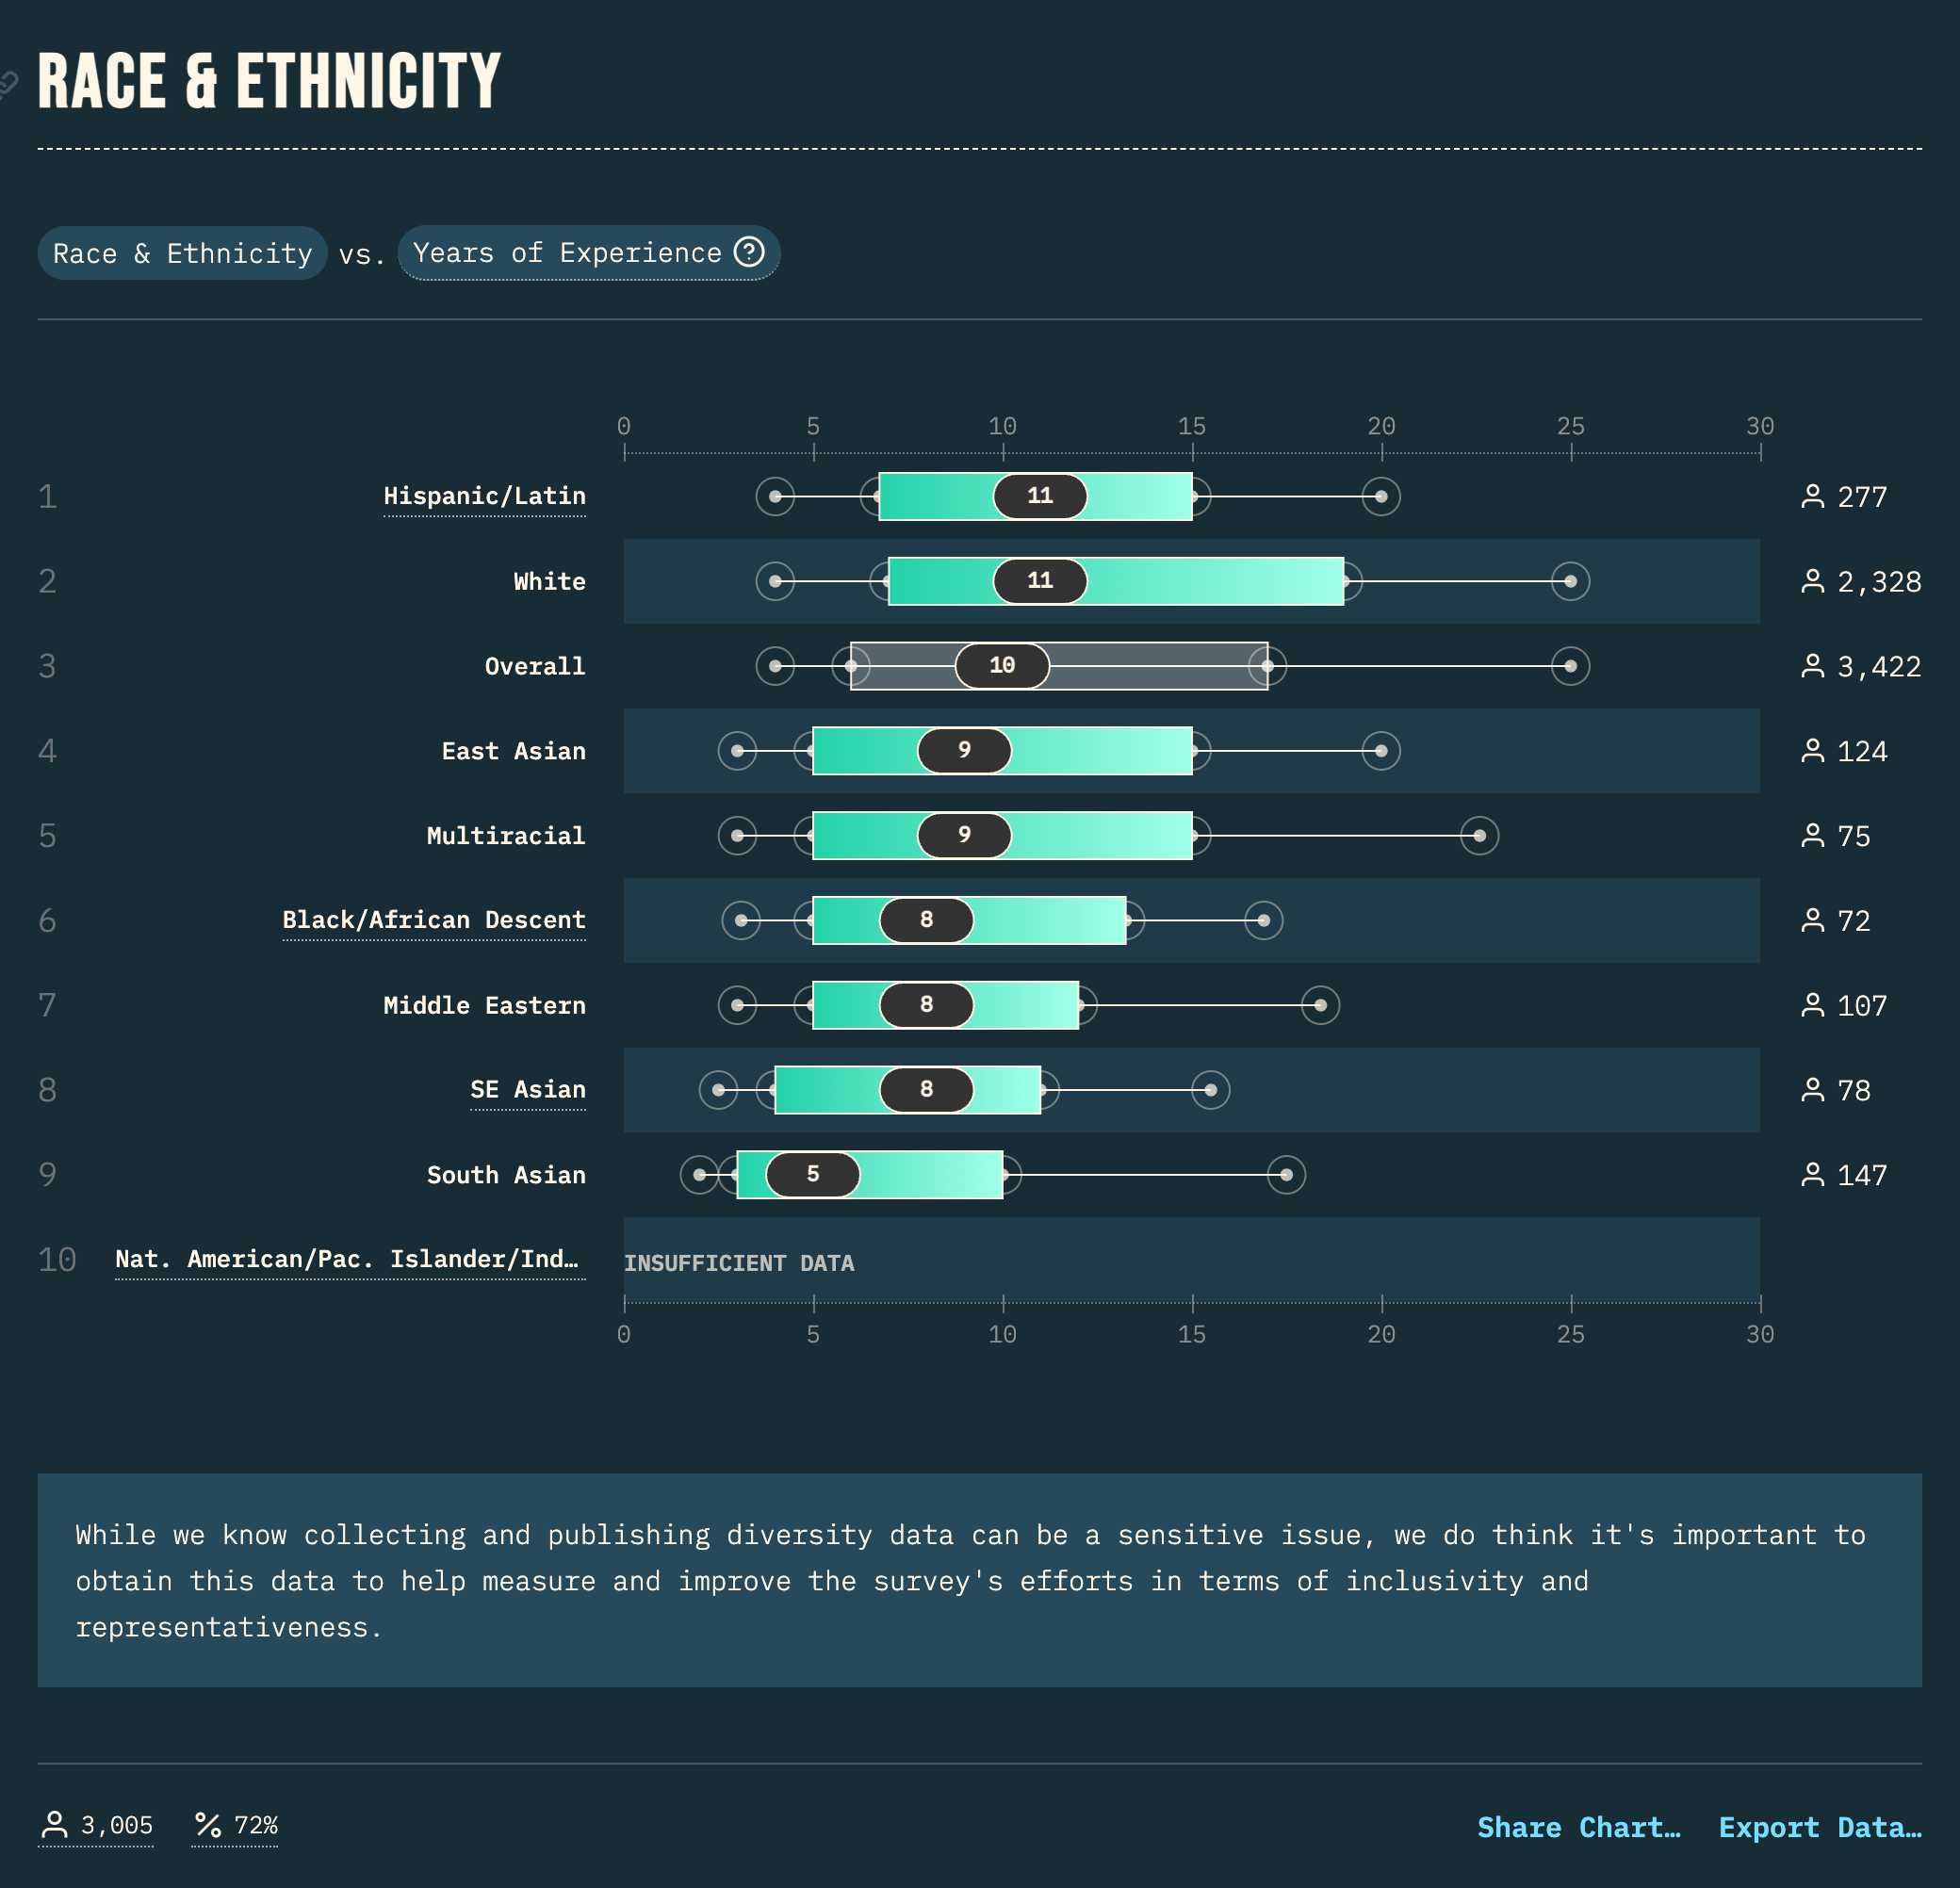 RACE & ETHNICITY
Race & Ethnicity vs. Years of Experience ?
0 5 10 15 20 25 30
1 Hispanic/Latin 11 277
2 White 11 2,328
3 Overall 10 3,422
4 East Asian 9 124
5 Multiracial 9 75
6 Black/African Descent 8 72
7 Middle Eastern 8 107
8 SE Asian 8 78
9 South Asian 5 147
10 Nat. American/Pac. Islander/Ind… INSUFFICIENT DATA
0 5 10 15 20 25 30
While we know collecting and publishing diversity data can be a sensitive issue, we do think it's important to
obtain this data to help measure and improve the survey's efforts in terms of inclusivity and
representativeness.
3,005 % 72% Share Chart… Export Data…